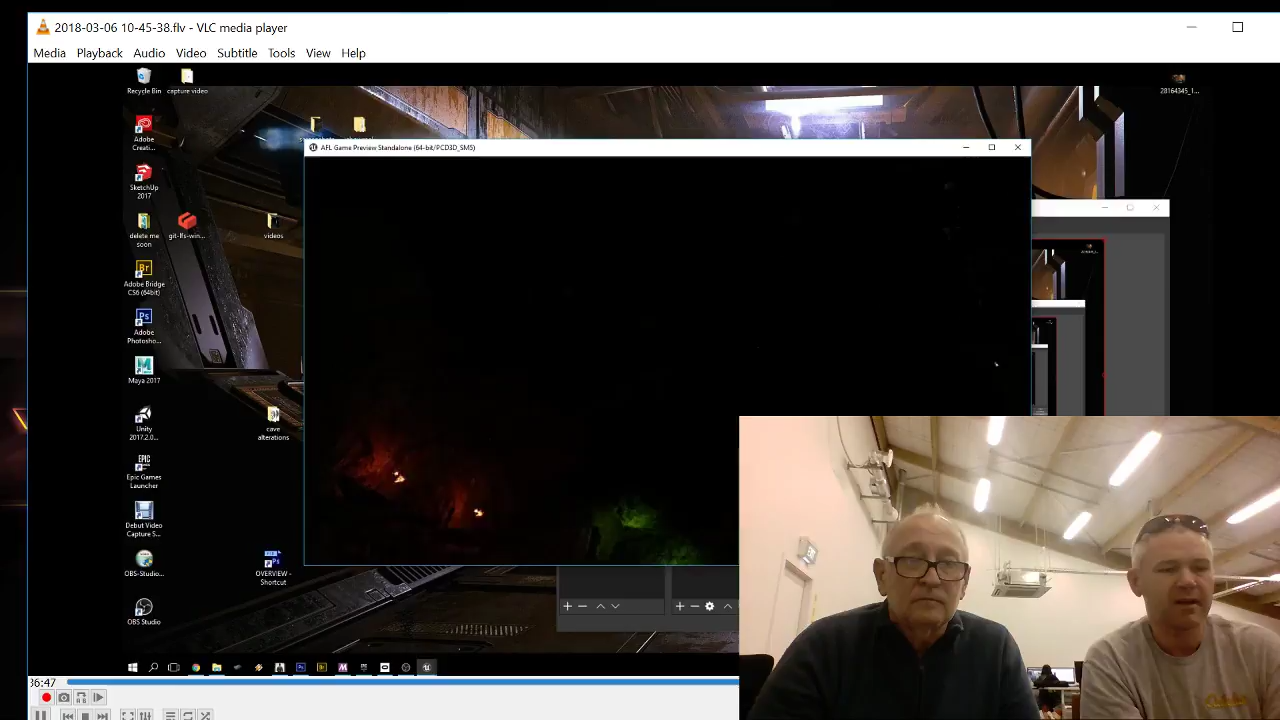 2018-03-06 10-45-38.flv - VLC media player
Media Playback Audio Video Subtitle Tools View Help
Recycle Bin
capture video
28164345_1...
Adobe Creati...
AFL Game Preview Standalone (64-bit/PCD3D_SM5)
SketchUp 2017
delete me soon
git-lfs-win...
videos
Adobe Bridge CS6 (64bit)
Adobe Photosho...
Maya 2017
Unity 2017.2.0...
cave alterations
Epic Games Launcher
Debut Video Capture S...
OBS-Studio...
OVERVIEW - Shortcut
OBS Studio
36:47